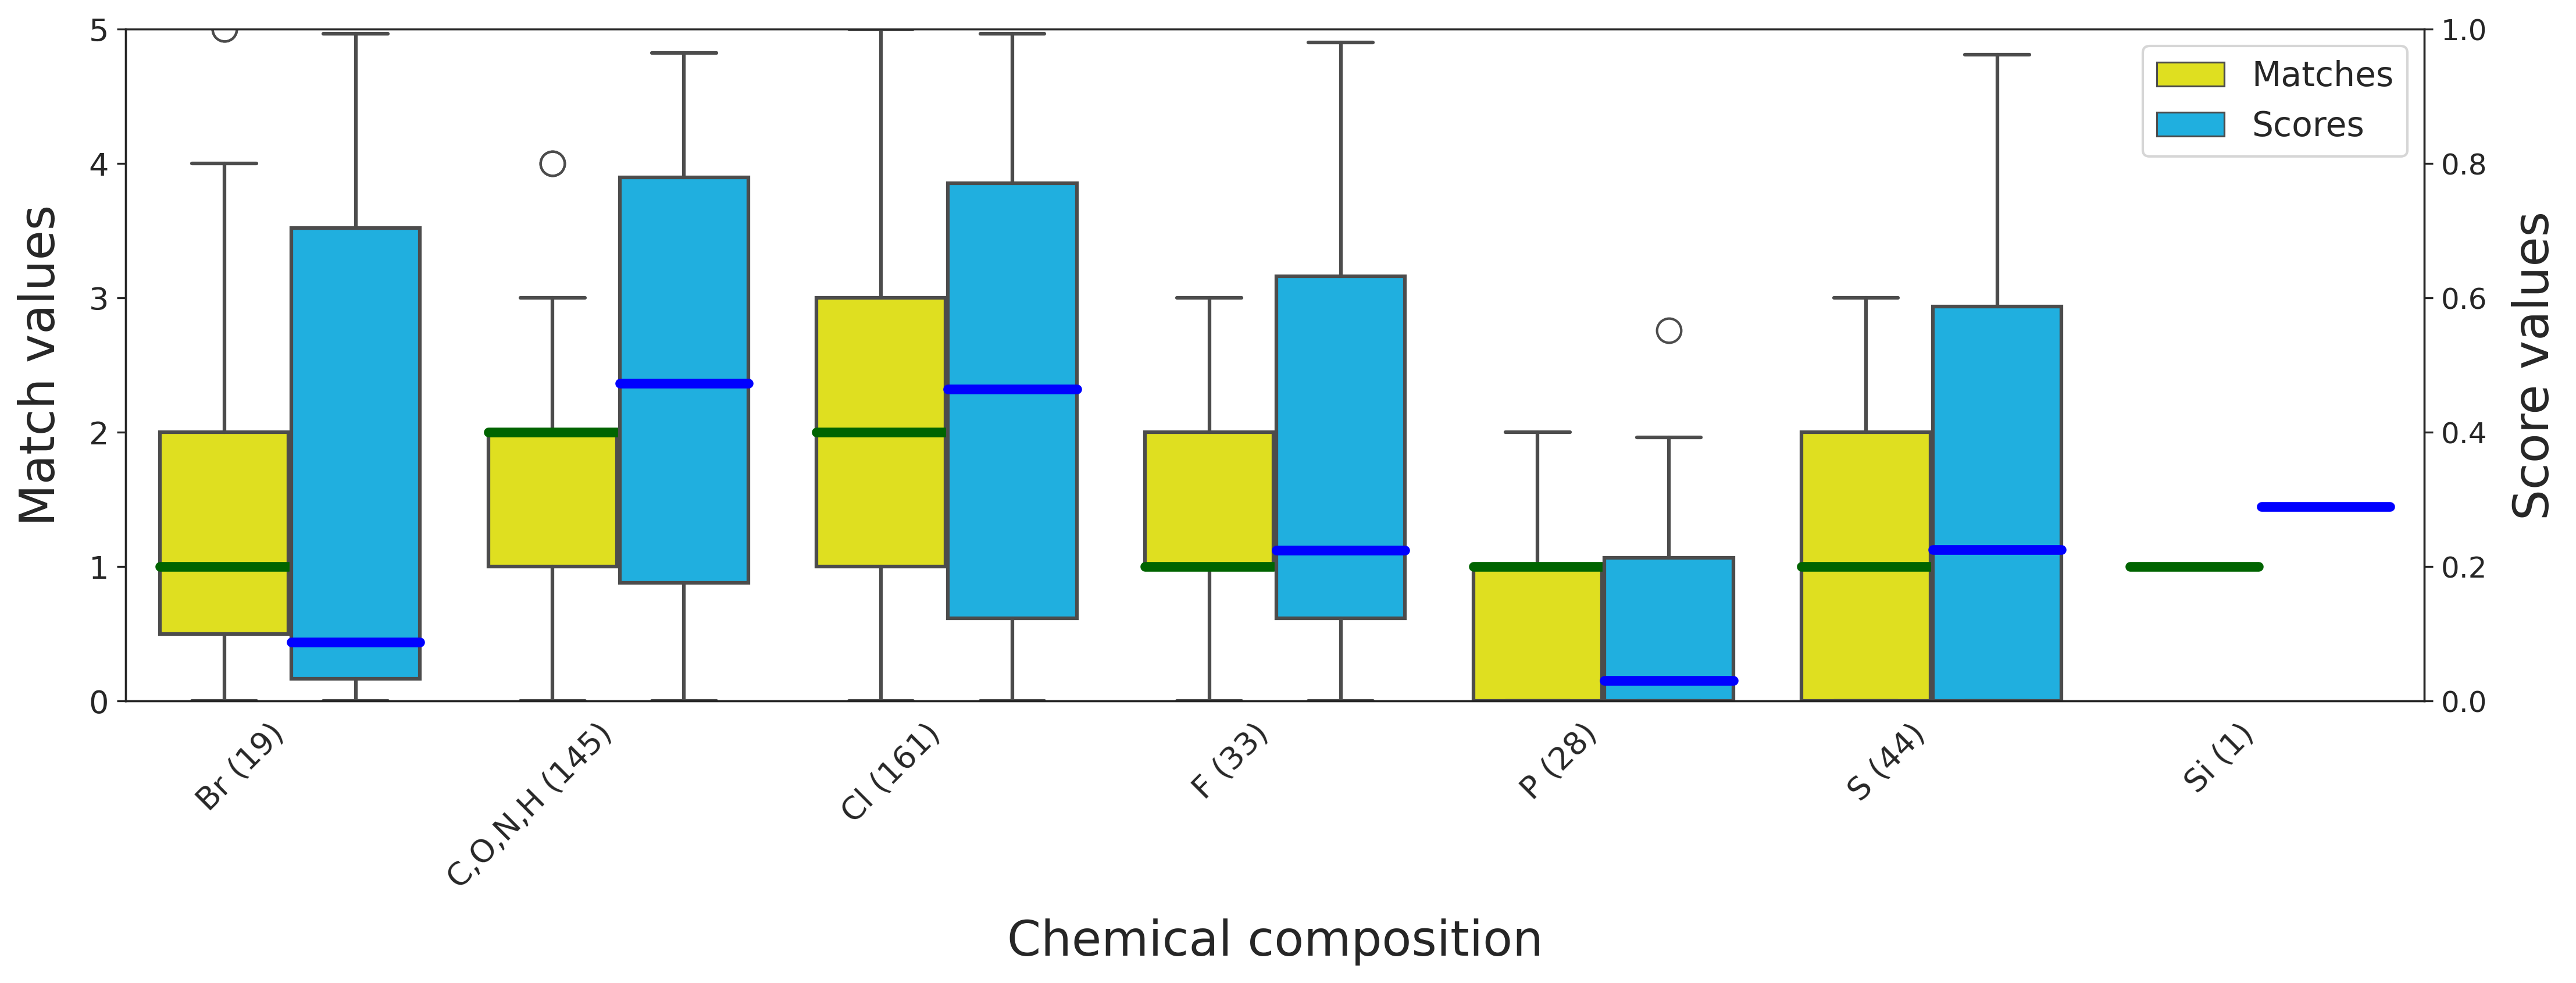 Match values
5
4
3
2
1
0
Matches
Scores
1.0
0.8
0.6
0.4
0.2
0.0
Score values
Br (19)
C,O,N,H (145)
Cl (161)
F (33)
P (28)
S (44)
Si (1)
Chemical composition